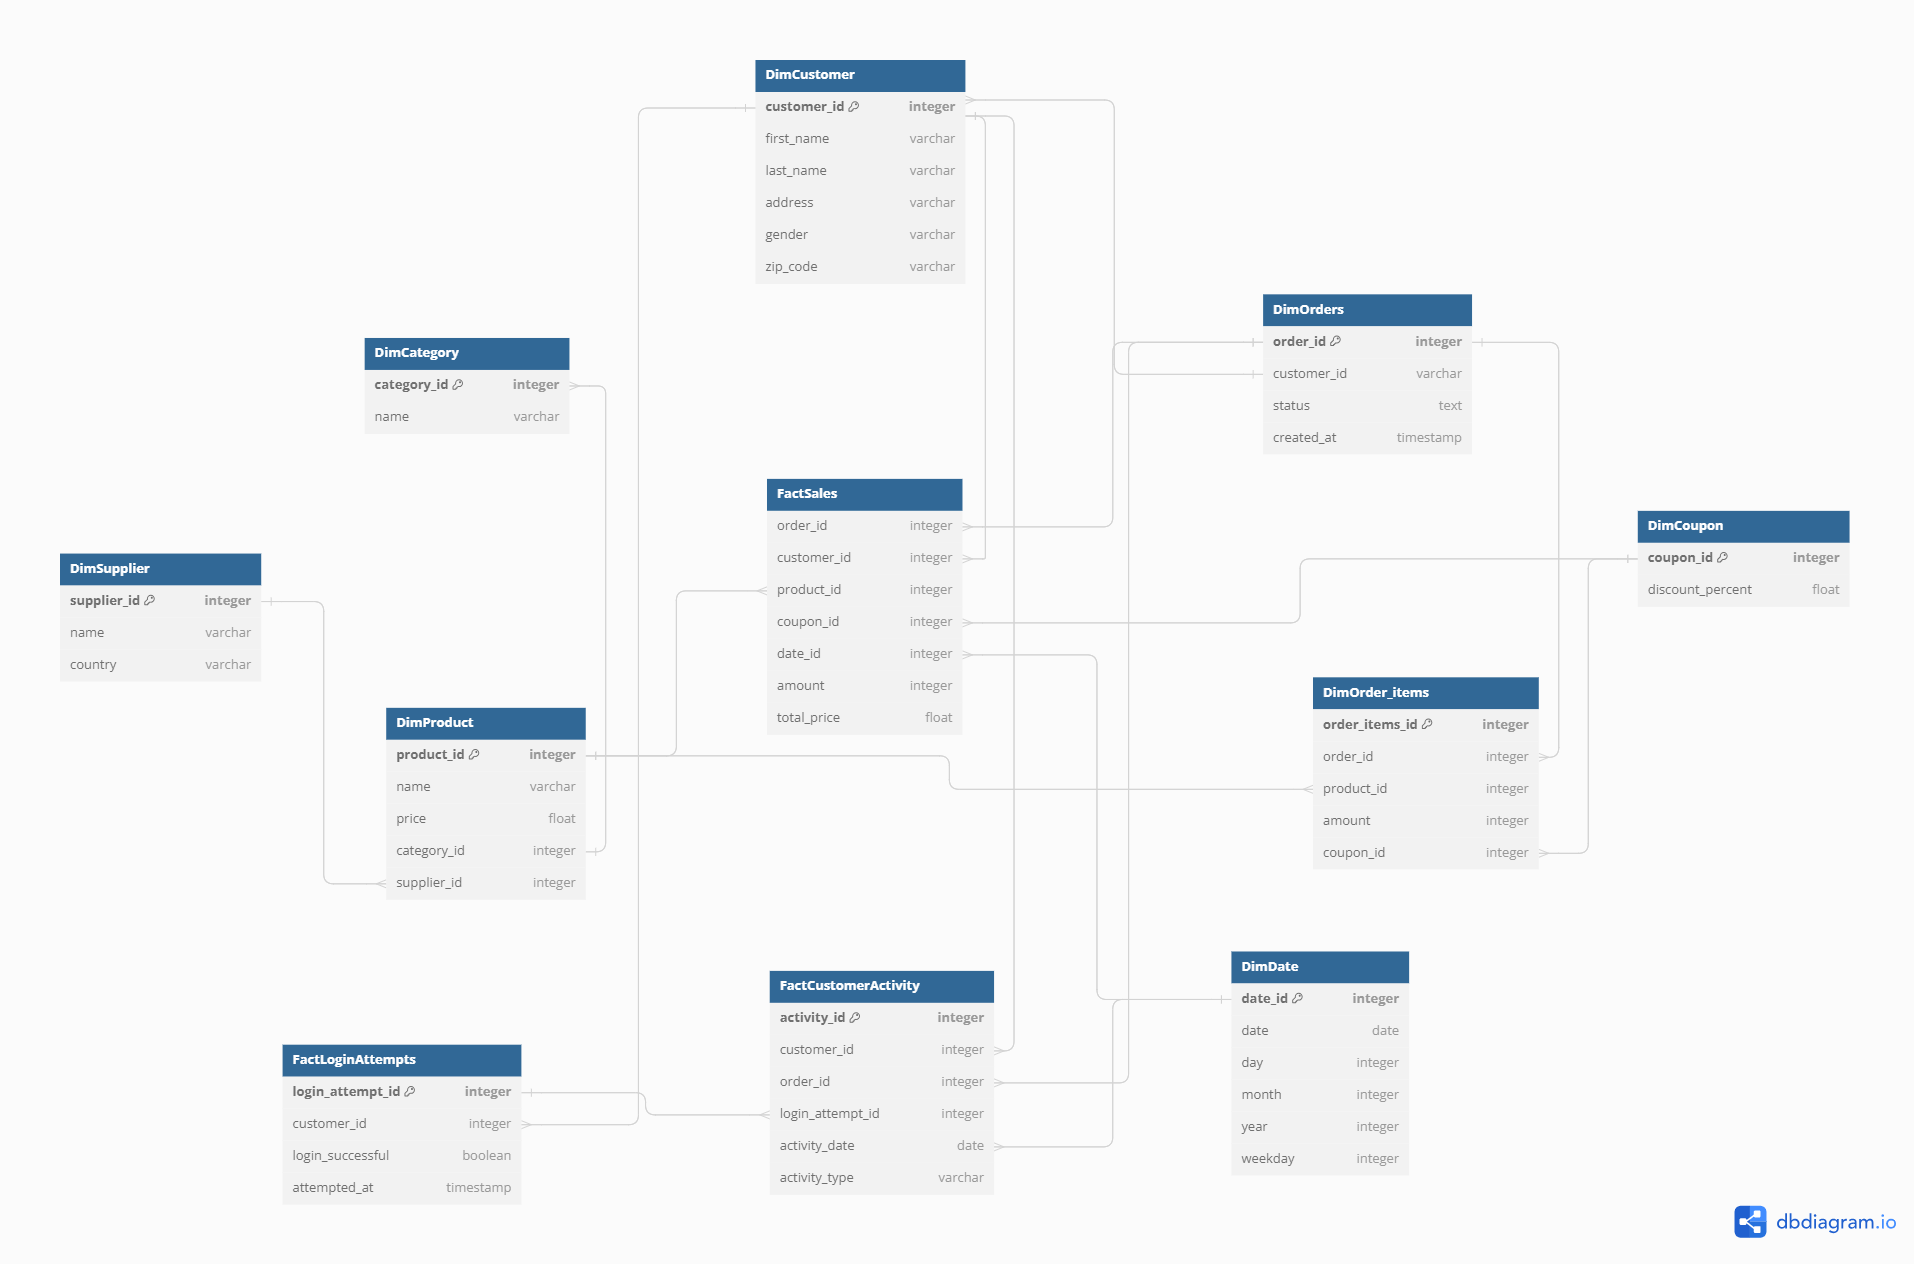 DimCustomer
customer_id integer
first_name varchar
last_name varchar
address varchar
gender varchar
zip_code varchar
DimOrders
order_id integer
customer_id varchar
status text
created_at timestamp
DimCategory
category_id integer
name varchar
FactSales
order_id integer
customer_id integer
product_id integer
coupon_id integer
date_id integer
amount integer
total_price float
DimCoupon
coupon_id integer
discount_percent float
DimSupplier
supplier_id integer
name varchar
country varchar
DimOrder_items
order_items_id integer
order_id integer
product_id integer
amount integer
coupon_id integer
DimProduct
product_id integer
name varchar
price float
category_id integer
supplier_id integer
DimDate
date_id integer
date date
day integer
month integer
year integer
weekday integer
FactCustomerActivity
activity_id integer
customer_id integer
order_id integer
login_attempt_id integer
activity_date date
activity_type varchar
FactLoginAttempts
login_attempt_id integer
customer_id integer
login_successful boolean
attempted_at timestamp
dbdiagram.io